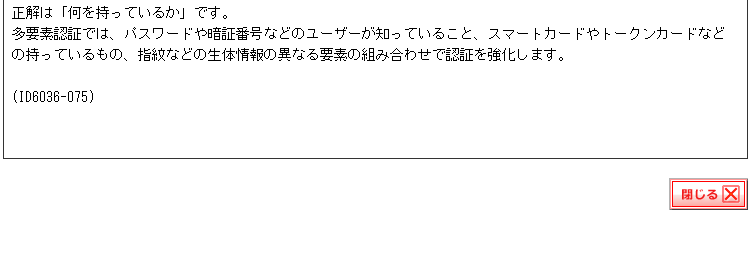 正解は「何を持っているか」です。
多要素認証では、パスワードや暗証番号などのユーザーが知っていること、スマートカードやトークンカードなど
の持っているもの、指紋などの生体情報の異なる要素の組み合わせで認証を強化します。
(ID6036-075)
閉じる